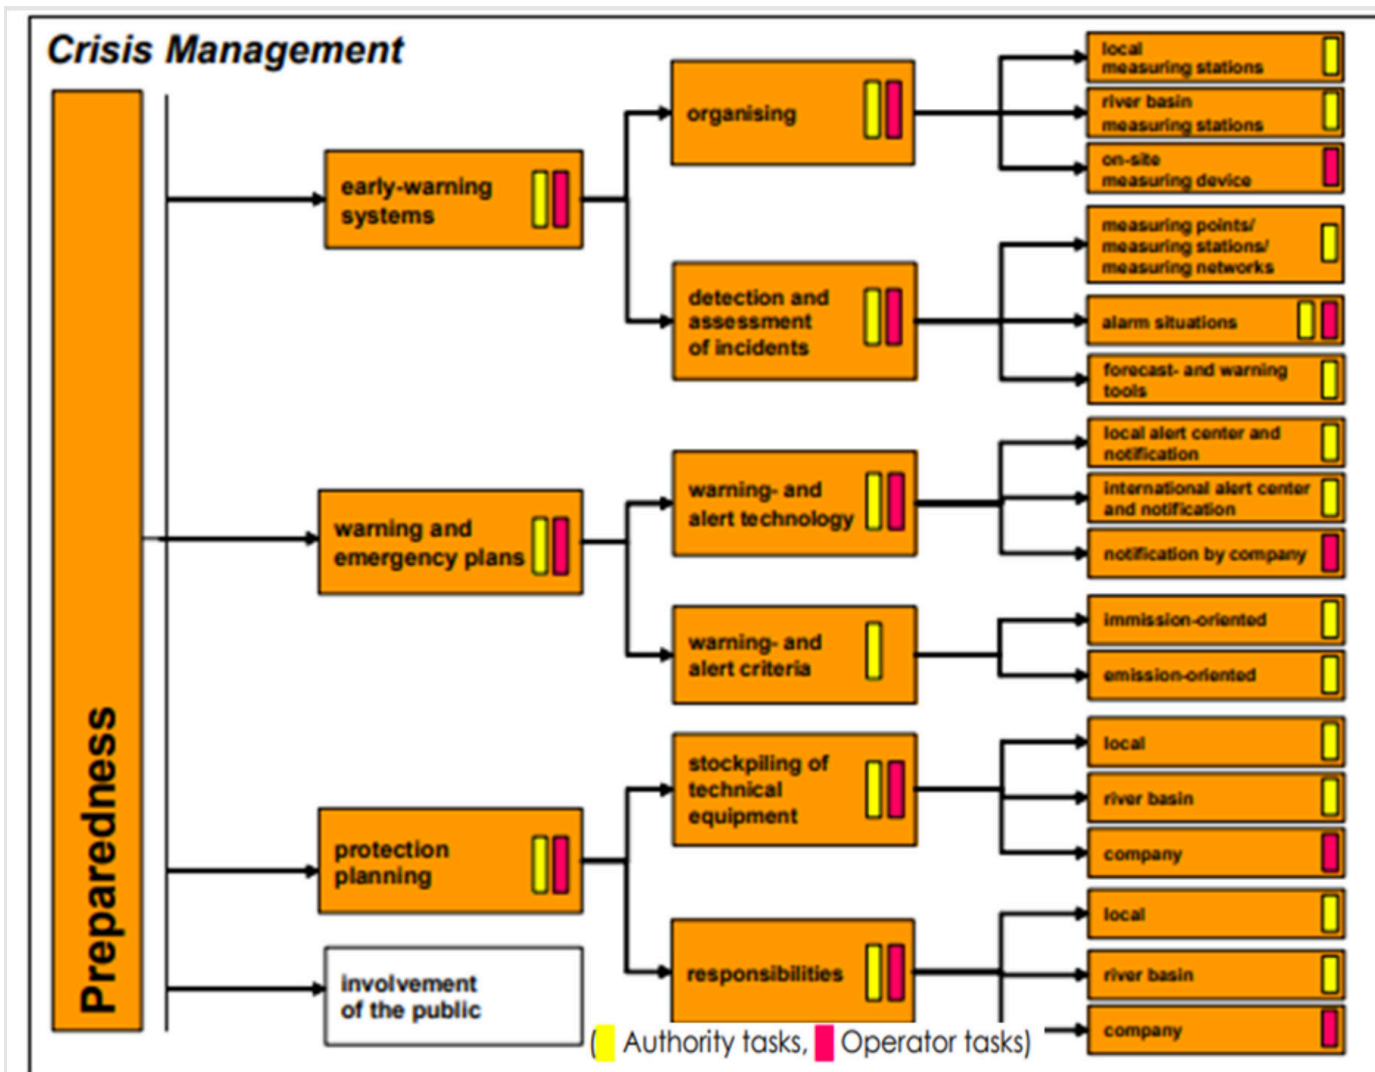 Crisis Management
Preparedness
early-warning
systems
warning and
emergency plans
protection
planning
involvement
of the public
organising
detection and
assessment
of incidents
warning- and
alert technology
warning- and
alert criteria
stockpiling of
technical
equipment
responsibilities
local
measuring stations
river basin
measuring stations
on-site
measuring device
measuring points/
measuring stations/
measuring networks
alarm situations
forecast- and warning
tools
local alert center and
notification
international alert center
and notification
notification by company
immission-oriented
emission-oriented
local
river basin
company
local
river basin
company
( Authority tasks, Operator tasks)